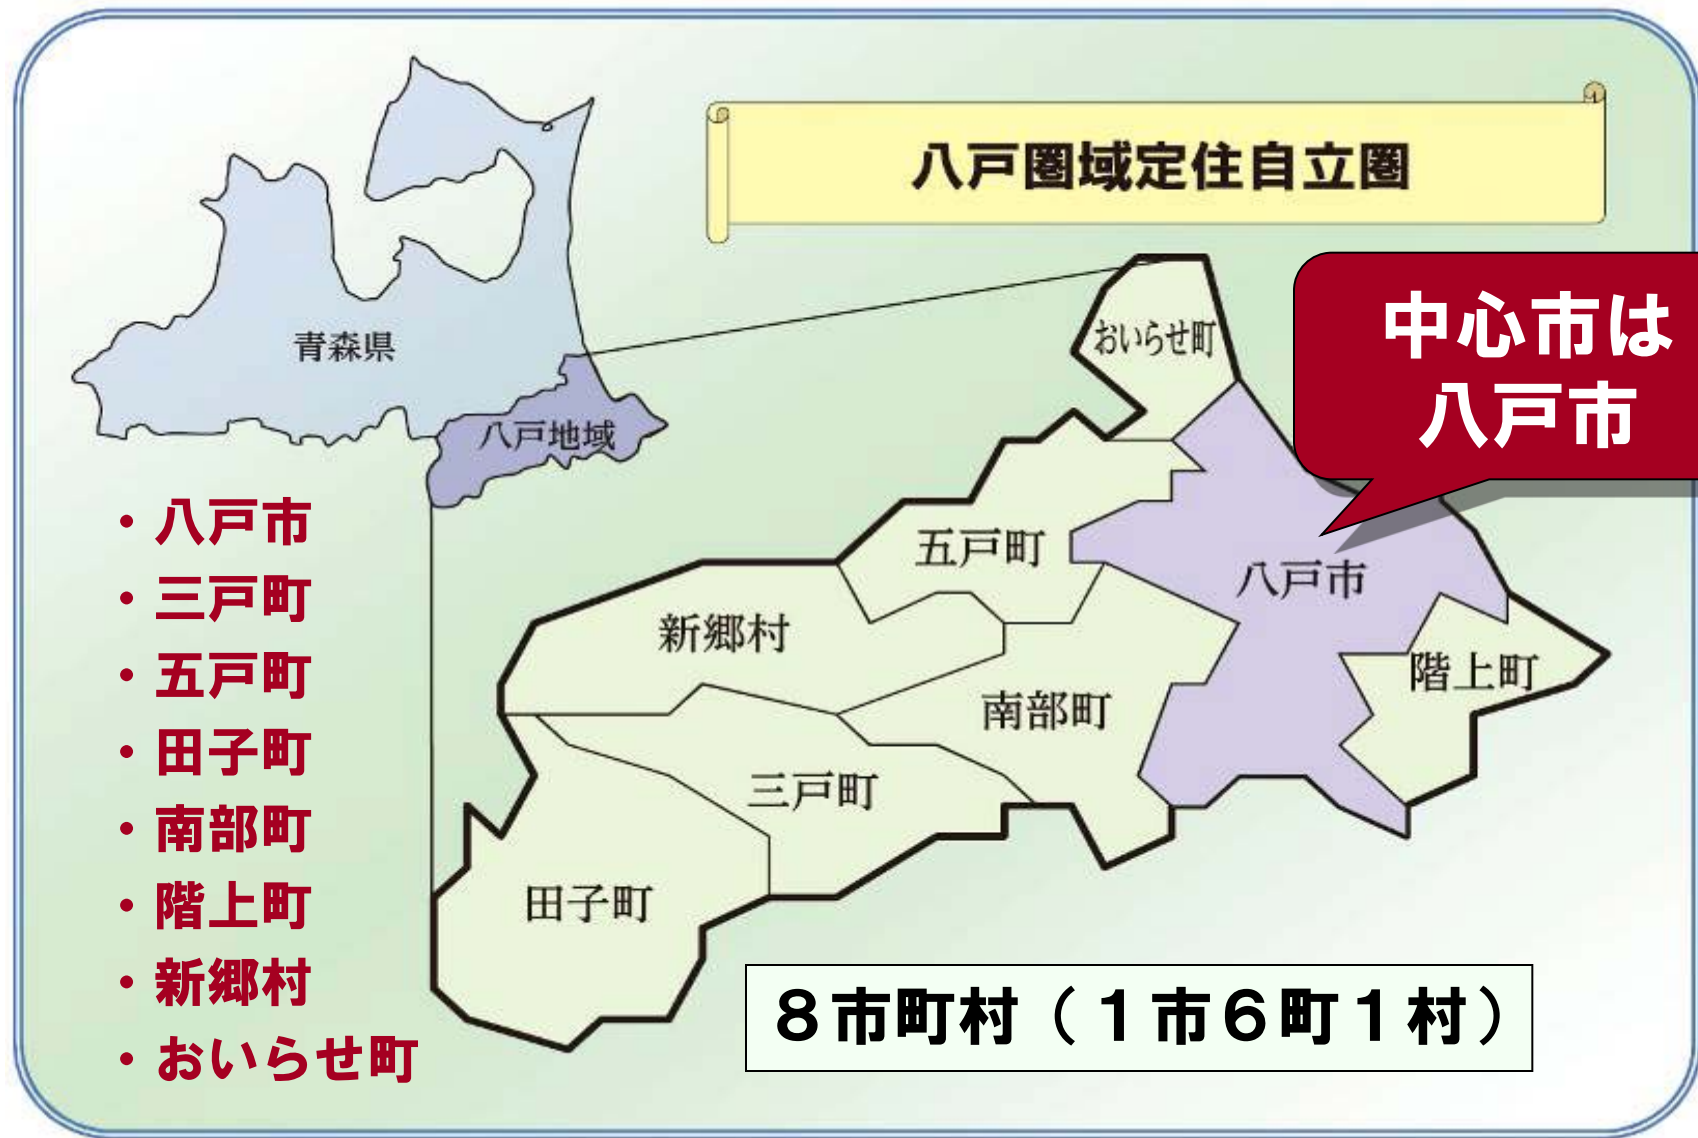 八戸圏域定住自立圏
中心市は
八戸市
青森県
八戸地域
おいらせ町
五戸町
八戸市
新郷村
階上町
南部町
三戸町
田子町
・八戸市
・三戸町
・五戸町
・田子町
・南部町
・階上町
・新郷村
・おいらせ町
８市町村（１市６町１村）